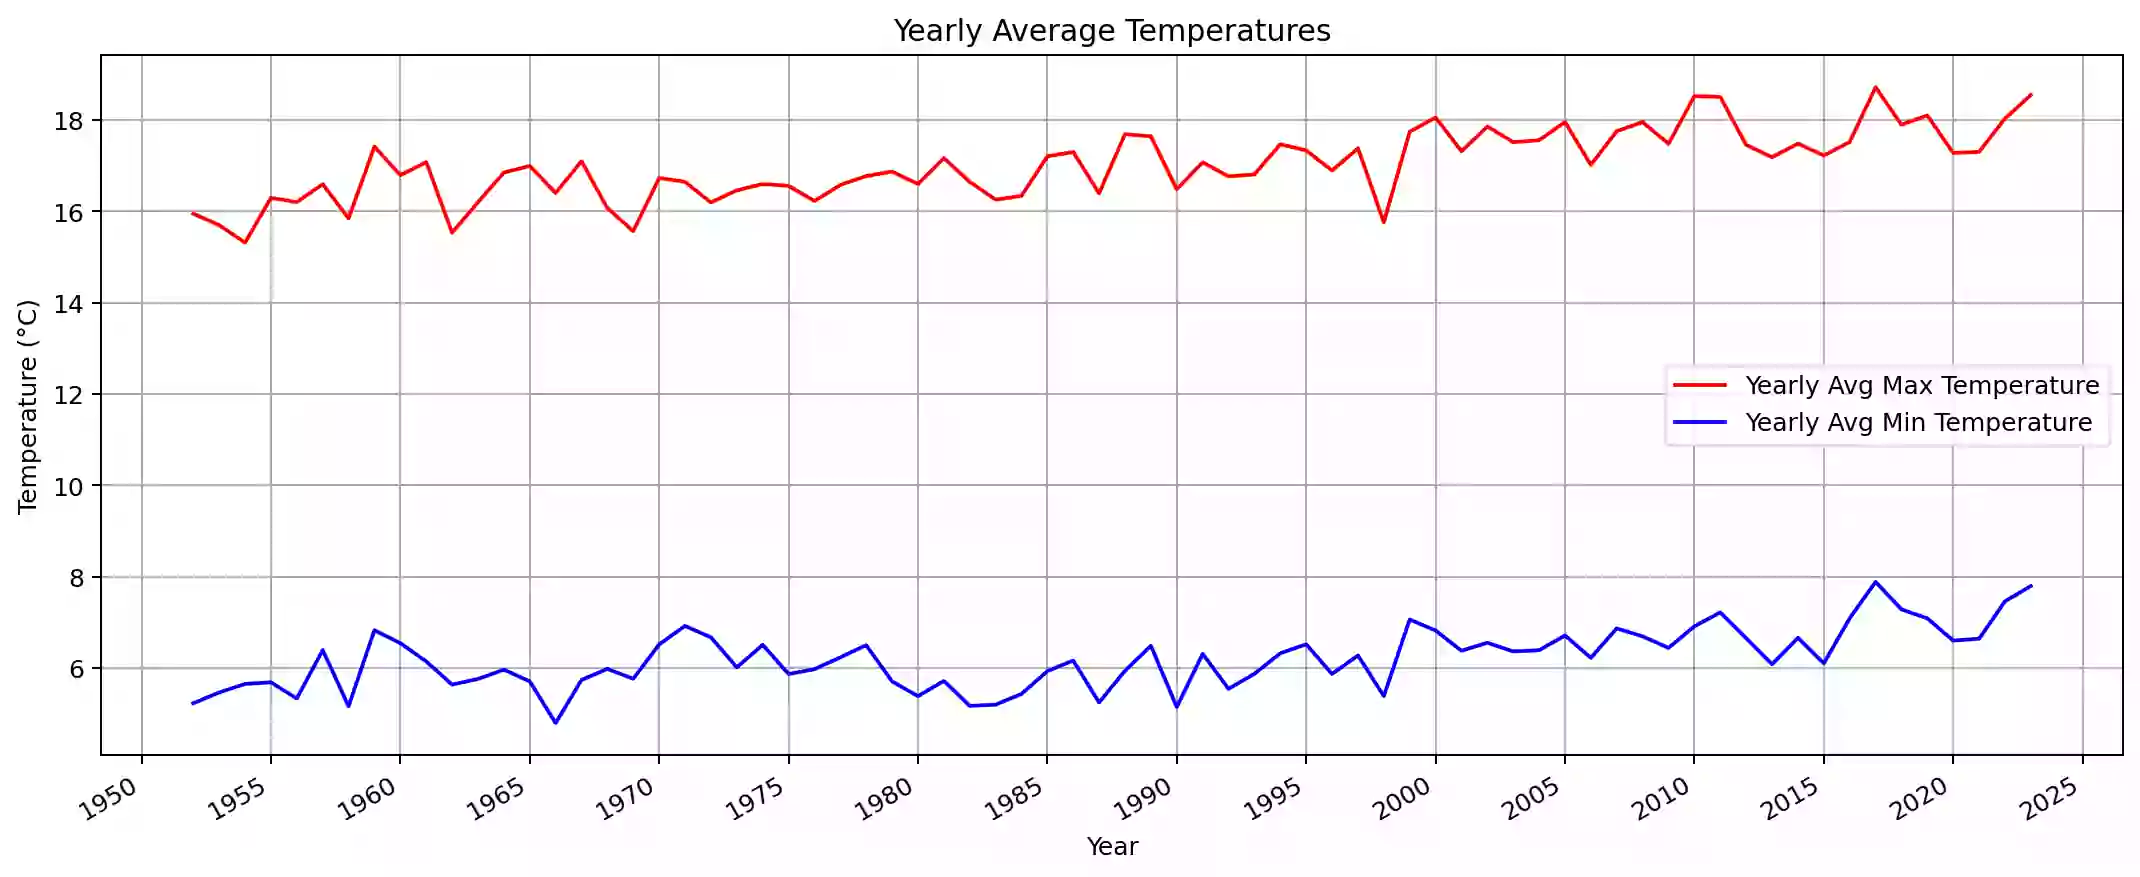 Yearly Average Temperatures
Temperature (°C)
18
16
14
12
10
8
6
Yearly Avg Max Temperature
Yearly Avg Min Temperature
1950 1955 1960 1965 1970 1975 1980 1985 1990 1995 2000 2005 2010 2015 2020 2025
Year